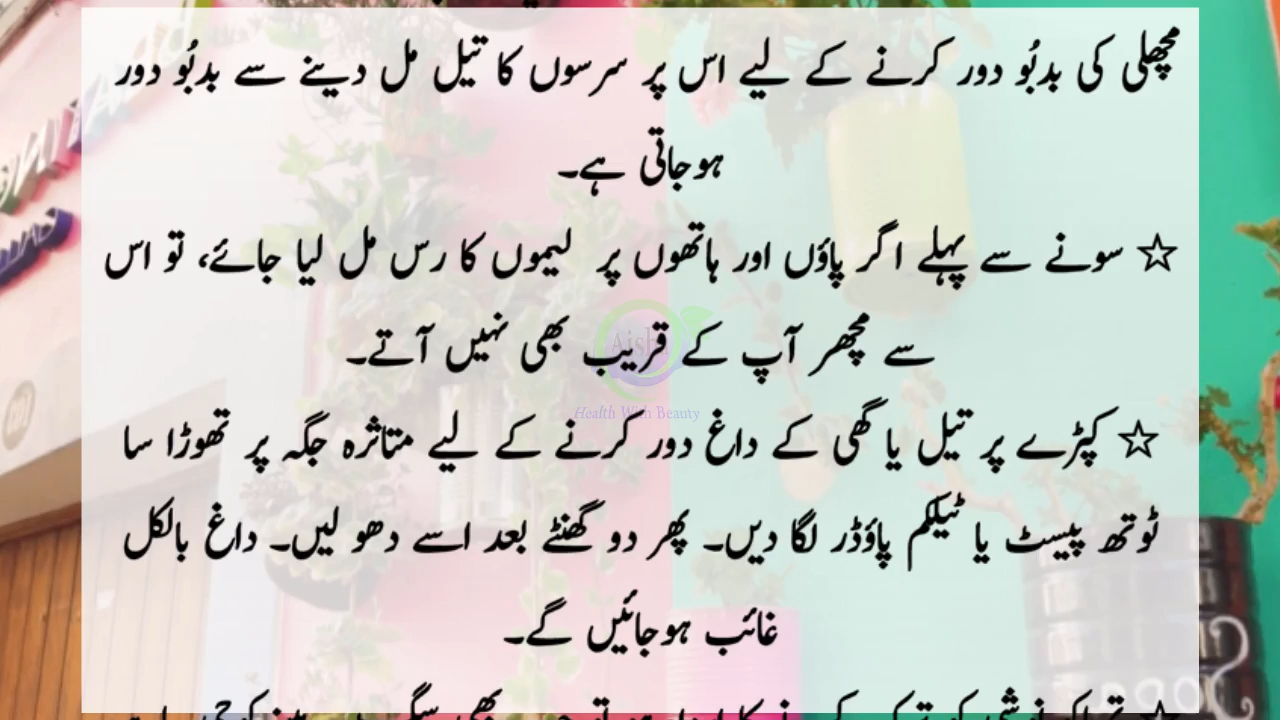 مچھلی کی بدبُو دور کرنے کے لیے اس پر سرسوں کا تیل مل دینے سے بدبُو دور
ہوجاتی ہے۔
☆ سونے سے پہلے اگر پاؤں اور ہاتھوں پر لیموں کا رس مل لیا جائے، تو اس
سے مچھر آپ کے قریب بھی نہیں آتے۔
Health With Beauty
☆ کپڑے پر تیل یا گھی کے داغ دور کرنے کے لیے متاثرہ جگہ پر تھوڑا سا
ٹوتھ پیسٹ یا ٹیلکم پاؤڈر لگا دیں۔ پھر دو گھنٹے بعد اسے دھو لیں۔ داغ بالکل
غائب ہوجائیں گے۔